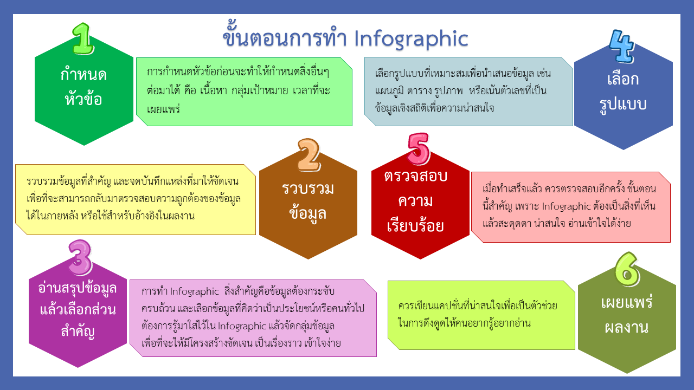 ขั้นตอนการทำ Infographic
1
กำหนด
หัวข้อ
การกำหนดหัวข้อก่อนจะทำให้กำหนดสิ่งอื่นๆ
ต่อมาได้ คือ เนื้อหา กลุ่มเป้าหมาย เวลาที่จะ
เผยแพร่
2
รวบรวม
ข้อมูล
รวบรวมข้อมูลที่สำคัญ และจดบันทึกแหล่งที่มาให้ชัดเจน
เพื่อที่จะสามารถกลับมาตรวจสอบความถูกต้องของข้อมูล
ได้ในภายหลัง หรือใช้สำหรับอ้างอิงในผลงาน
3
อ่านสรุปข้อมูล
แล้วเลือกส่วน
สำคัญ
การทำ Infographic สิ่งสำคัญคือข้อมูลต้องกระชับ
ครบถ้วน และเลือกข้อมูลที่คิดว่าเป็นประโยชน์หรือคนทั่วไป
ต้องการรู้มาใส่ไว้ใน Infographic แล้วจัดกลุ่มข้อมูล
เพื่อที่จะให้มีโครงสร้างชัดเจน เป็นเรื่องราว เข้าใจง่าย
4
เลือก
รูปแบบ
เลือกรูปแบบที่เหมาะสมเพื่อนำเสนอข้อมูล เช่น
แผนภูมิ ตาราง รูปภาพ หรือเน้นตัวเลขที่เป็น
ข้อมูลเชิงสถิติเพื่อความน่าสนใจ
5
ตรวจสอบ
ความ
เรียบร้อย
เมื่อทำเสร็จแล้ว ควรตรวจสอบอีกครั้ง ขั้นตอน
นี้สำคัญ เพราะ Infographic ต้องเป็นสิ่งที่เห็น
แล้วสะดุดตา น่าสนใจ อ่านเข้าใจได้ง่าย
6
เผยแพร่
ผลงาน
ควรเขียนแคปชั่นที่น่าสนใจเพื่อเป็นตัวช่วย
ในการดึงดูดให้คนอยากรู้อยากอ่าน